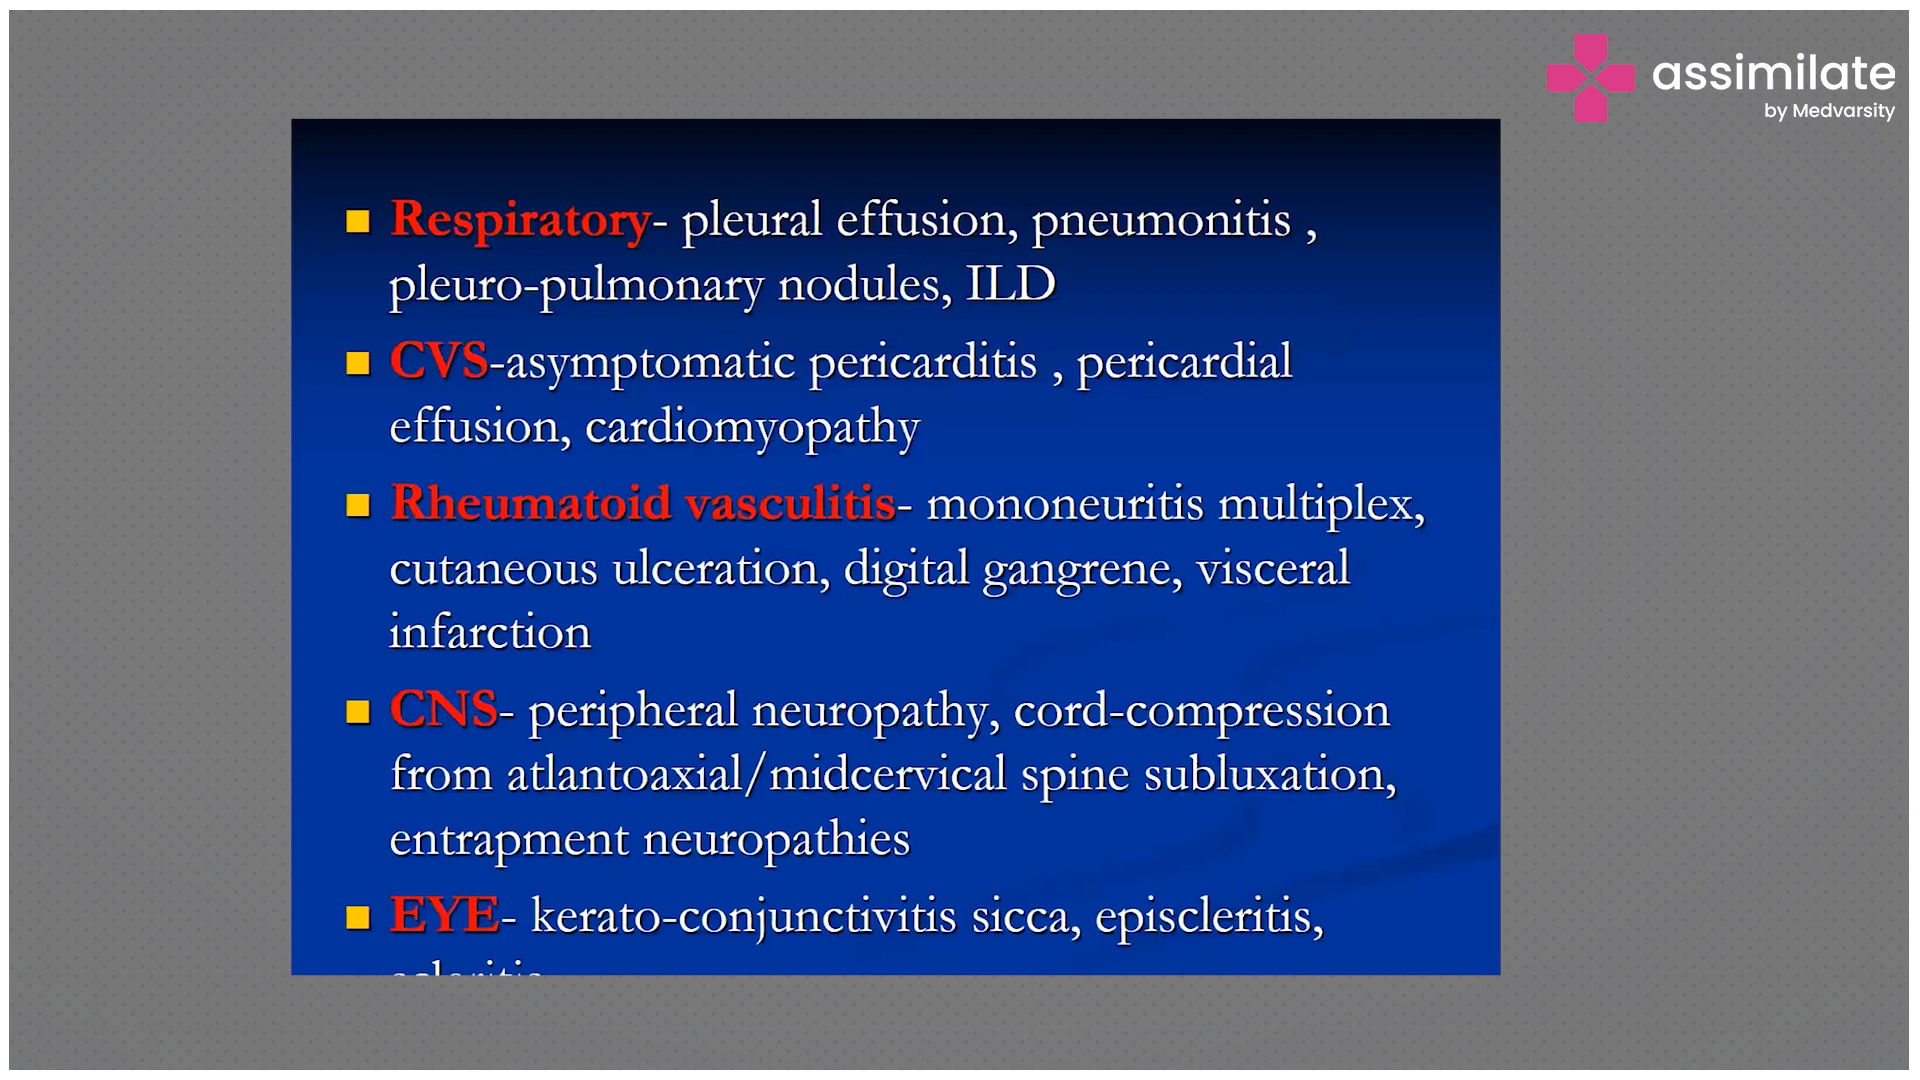 assimilate
by Medvarsity
Respiratory- pleural effusion, pneumonitis ,
pleuro-pulmonary nodules, ILD
CVS-asymptomatic pericarditis , pericardial
effusion, cardiomyopathy
Rheumatoid vasculitis- mononeuritis multiplex,
cutaneous ulceration, digital gangrene, visceral
infarction
CNS- peripheral neuropathy, cord-compression
from atlantoaxial/midcervical spine subluxation,
entrapment neuropathies
EYE- kerato-conjunctivitis sicca, episcleritis,